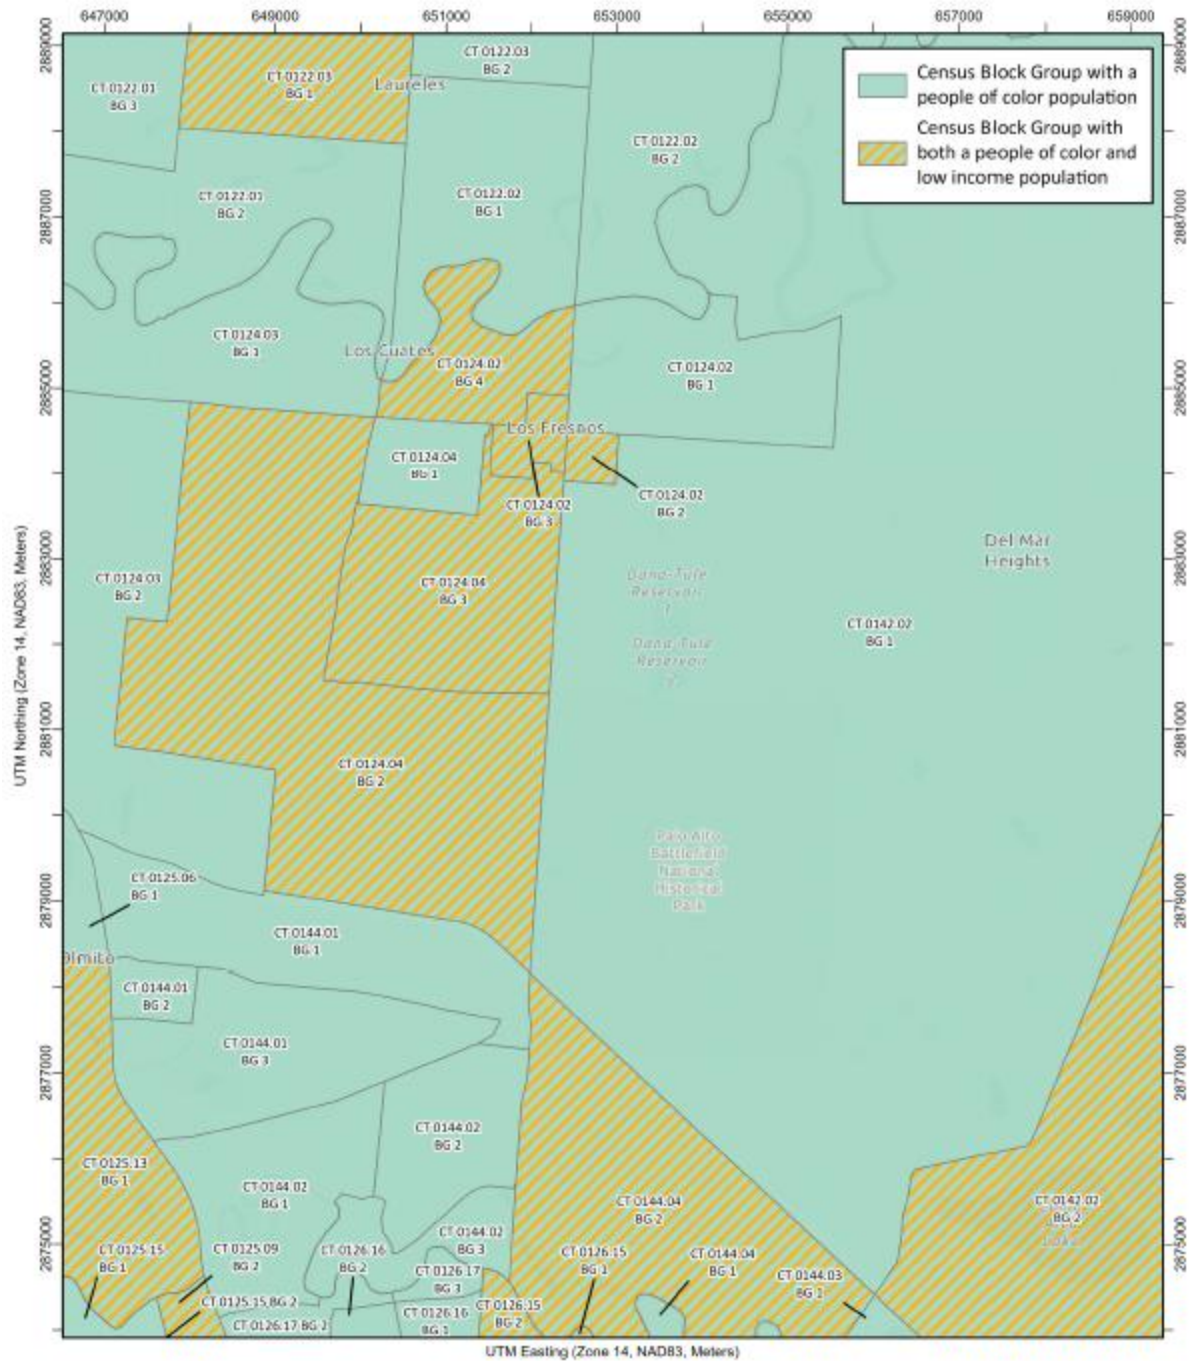 647000 649000 651000 653000 655000 657000 659000
2889000
2887000
2885000
2883000
2881000
2879000
2877000
2875000
UTM Northing (Zone 14, NAD83, Meters)
Census Block Group with a
people of color population
Census Block Group with
both a people of color and
low income population
CT 0122.03
BG 2
CT 0122.03
BG 1
Laureles
CT 0122.01
BG 3
CT 0122.02
BG 2
CT 0122.01
BG 2
CT 0122.02
BG 1
CT 0124.03
BG 1
Los Cuates
CT 0124.02
BG 4
CT 0124.02
BG 1
Los Fresnos
CT 0124.04
BG 1
CT 0124.02
BG 3
CT 0124.02
BG 2
Del Mar
Heights
CT 0124.03
BG 2
CT 0124.04
BG 3
Reservoir
1
Reservoir
CT 0142.02
BG 1
CT 0124.04
BG 2
Palo Alto
Battlefield
National
Historical
Park
CT 0125.06
BG 1
CT 0144.01
BG 1
Olmito
CT 0144.01
BG 2
CT 0144.01
BG 3
CT 0144.02
BG 2
CT 0125.13
BG 1
CT 0144.02
BG 1
CT 0144.04
BG 2
CT 0142.02
BG 2
CT 0144.02
BG 3
CT 0125.15
BG 1
CT 0125.09
BG 2
CT 0126.16
BG 2
CT 0126.15
BG 1
CT 0144.04
BG 1
CT 0126.17
BG 3
CT 0144.03
BG 1
CT 0125.15 BG 2
CT 0126.17 BG 2
CT 0126.16
BG 1
CT 0126.15
BG 2
2889000
2887000
2885000
2883000
2881000
2879000
2877000
2875000
UTM Easting (Zone 14, NAD83, Meters)